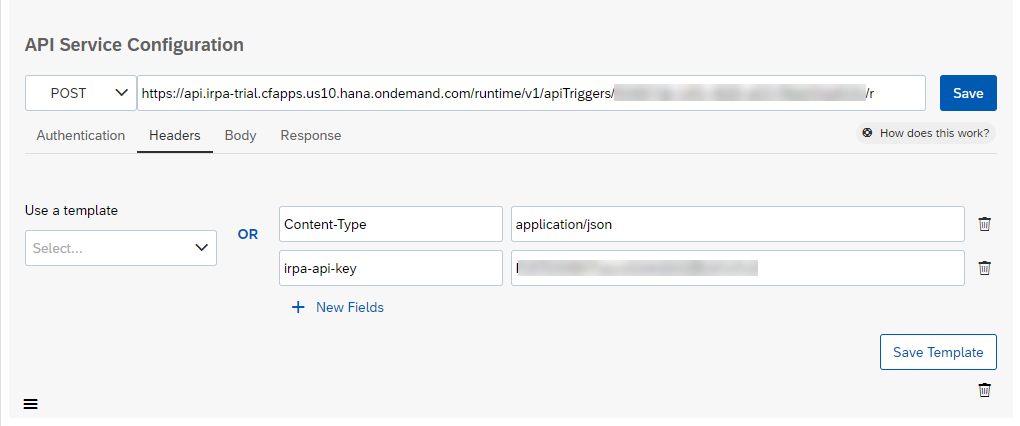 API Service Configuration
POST https://api.irpa-trial.cfapps.us10.hana.ondemand.com/runtime/v1/apiTriggers/ /r Save
Authentication Headers Body Response How does this work?
Use a template
Select...
OR
Content-Type application/json
irpa-api-key
New Fields
Save Template